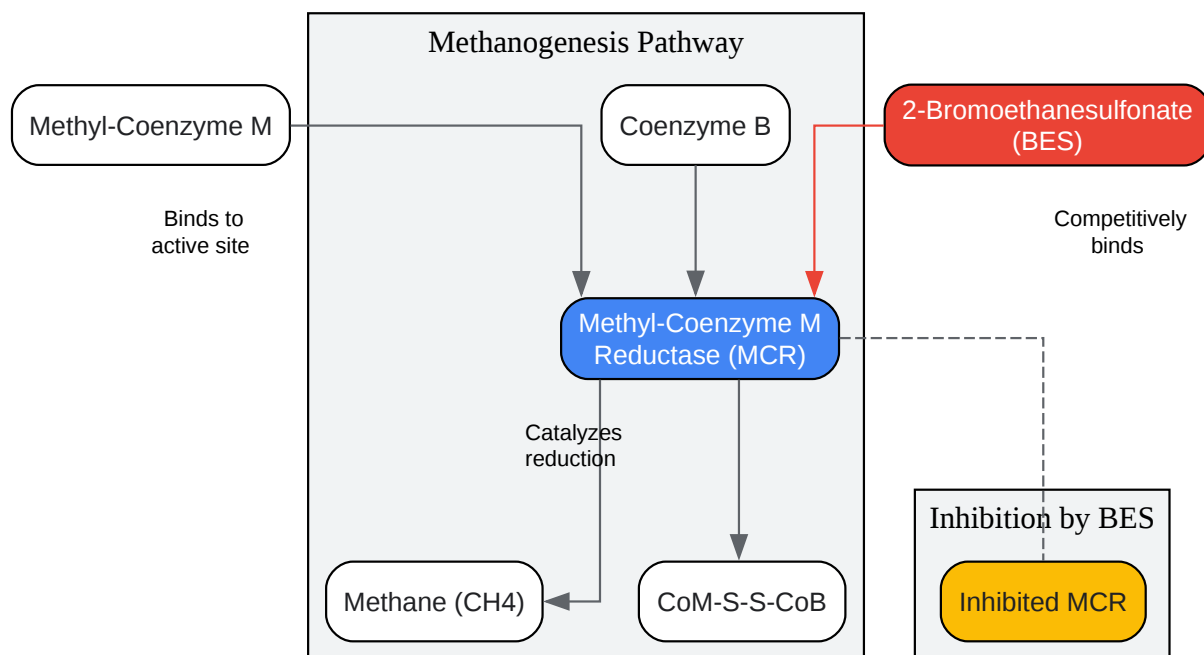 Methanogenesis Pathway
Methyl-Coenzyme M
Coenzyme B
2-Bromoethanesulfonate
(BES)
Binds to
active site
Competitively
binds
Methyl-Coenzyme M
Reductase (MCR)
Catalyzes
reduction
Inhibition by BES
Methane (CH4)
CoM-S-S-CoB
Inhibited MCR